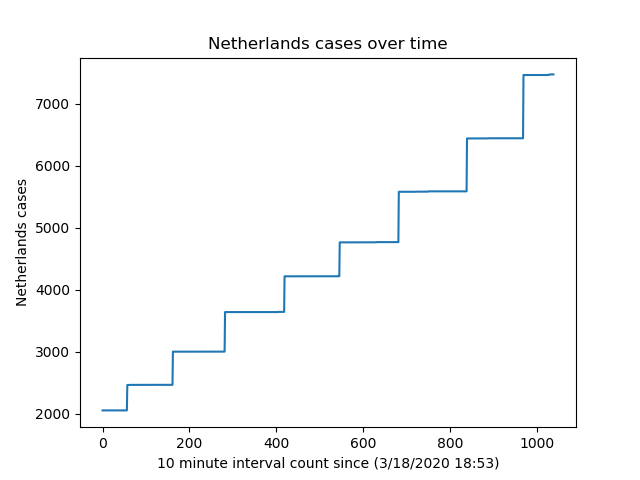 Netherlands cases over time
Netherlands cases
7000
6000
5000
4000
3000
2000
0 200 400 600 800 1000
10 minute interval count since (3/18/2020 18:53)